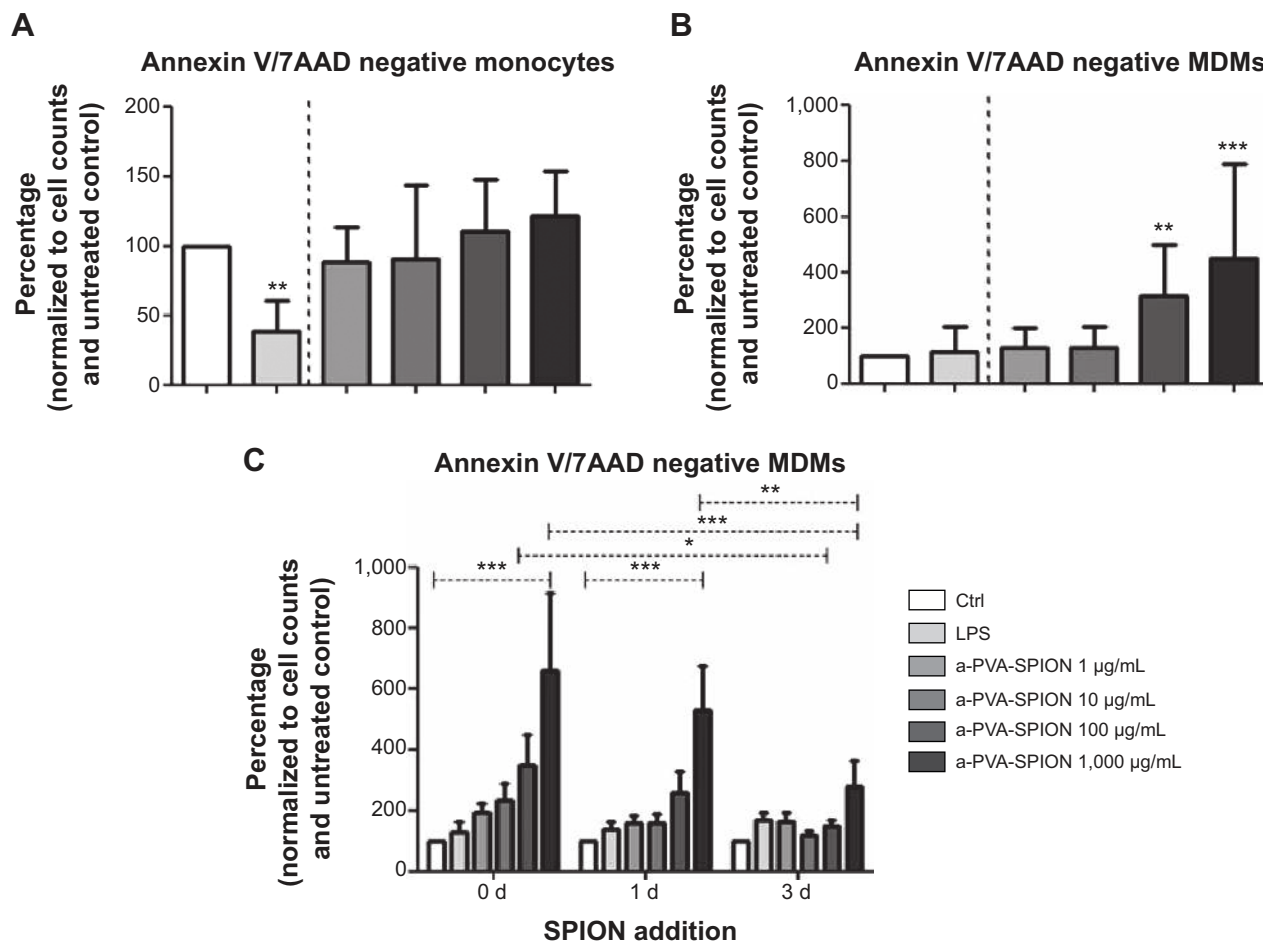 A
Annexin V/7AAD negative monocytes
Percentage
(normalized to cell counts
and untreated control)
200
150
100
50
0
**
B
Annexin V/7AAD negative MDMs
Percentage
(normalized to cell counts
and untreated control)
1,000
800
600
400
200
0
**
***
C
Annexin V/7AAD negative MDMs
Percentage
(normalized to cell counts
and untreated control)
1,000
800
600
400
200
0
**
***
*
***
***
0 d
1 d
3 d
SPION addition
Ctrl
LPS
a-PVA-SPION 1 µg/mL
a-PVA-SPION 10 µg/mL
a-PVA-SPION 100 µg/mL
a-PVA-SPION 1,000 µg/mL